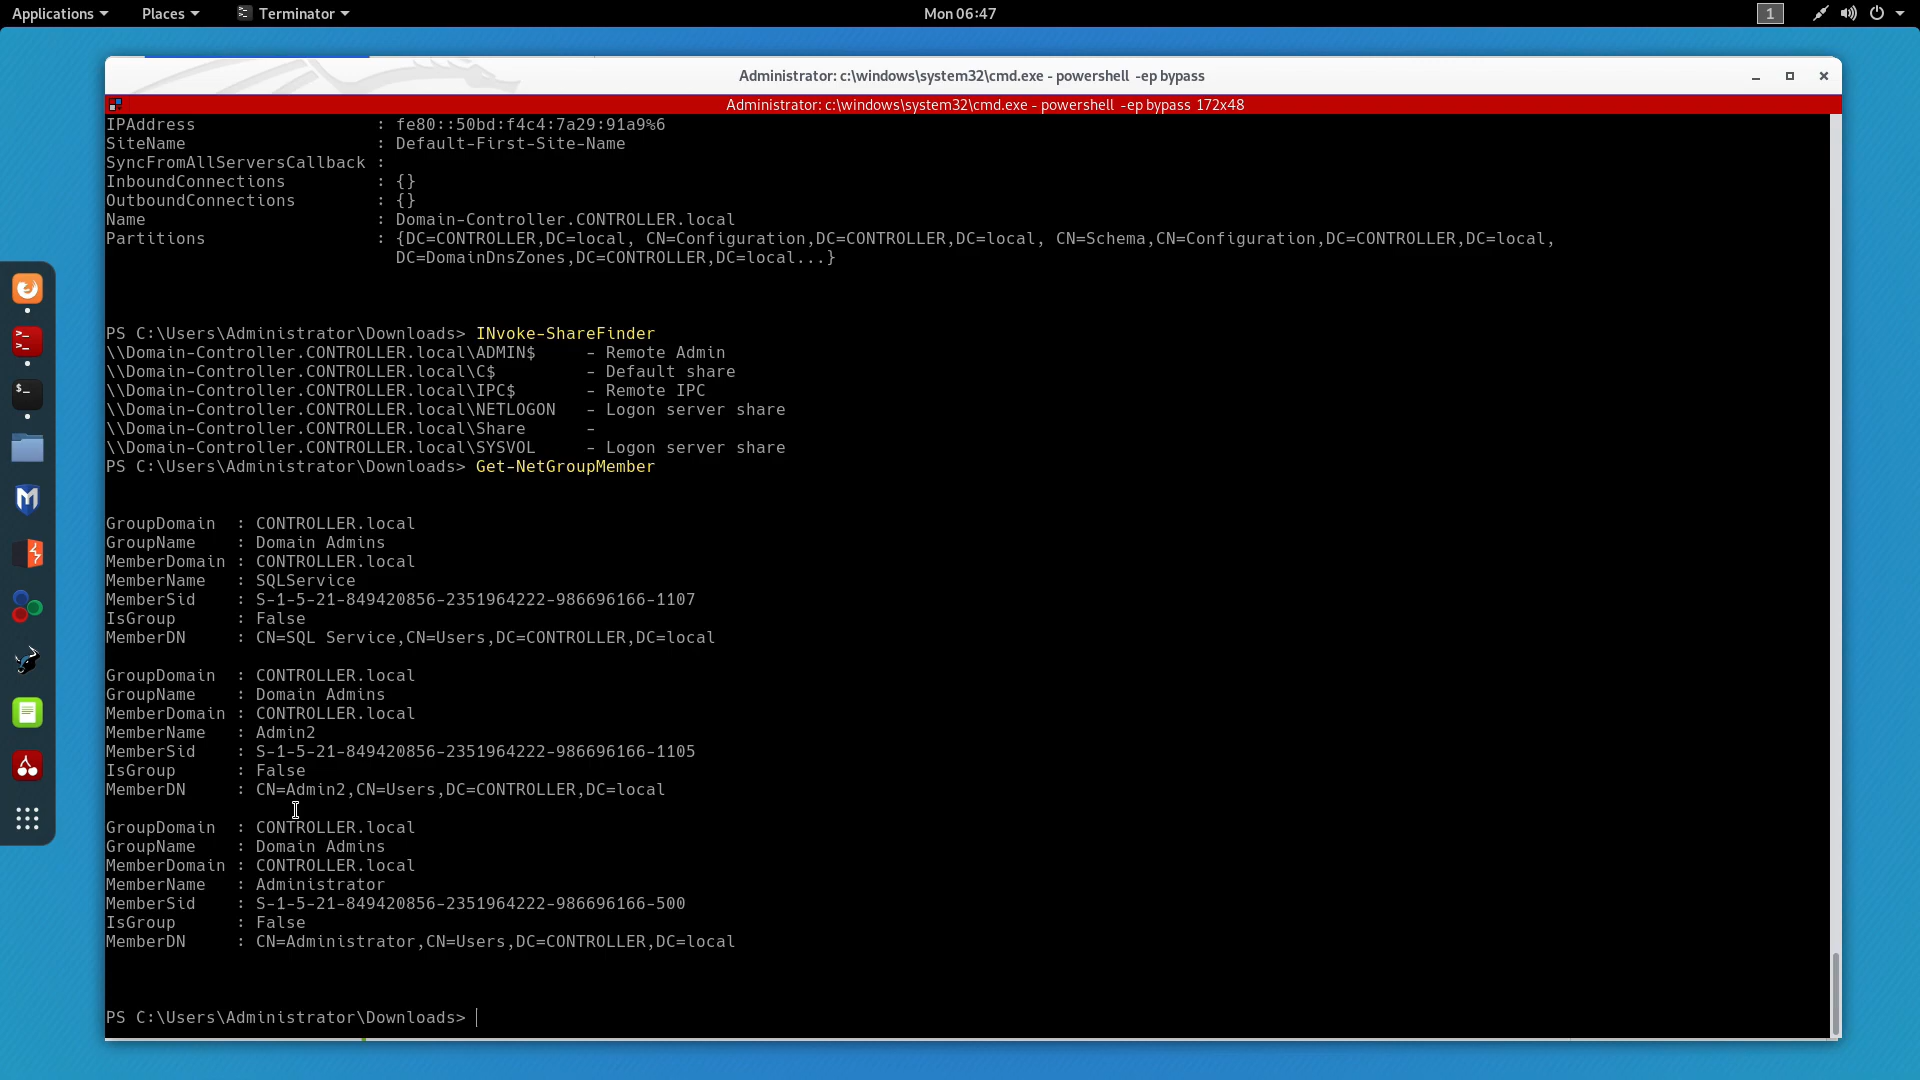 Applications Places Terminator Mon 06:47 1
Administrator: c:\windows\system32\cmd.exe - powershell -ep bypass
Administrator: c:\windows\system32\cmd.exe - powershell -ep bypass 172x48
IPAddress : fe80::50bd:f4c4:7a29:91a9%6
SiteName : Default-First-Site-Name
SyncFromAllServersCallback :
InboundConnections : {}
OutboundConnections : {}
Name : Domain-Controller.CONTROLLER.local
Partitions : {DC=CONTROLLER,DC=local, CN=Configuration,DC=CONTROLLER,DC=local, CN=Schema,CN=Configuration,DC=CONTROLLER,DC=local,
DC=DomainDnsZones,DC=CONTROLLER,DC=local...}
PS C:\Users\Administrator\Downloads> INvoke-ShareFinder
\\Domain-Controller.CONTROLLER.local\ADMIN$ - Remote Admin
\\Domain-Controller.CONTROLLER.local\C$ - Default share
\\Domain-Controller.CONTROLLER.local\IPC$ - Remote IPC
\\Domain-Controller.CONTROLLER.local\NETLOGON - Logon server share
\\Domain-Controller.CONTROLLER.local\Share -
\\Domain-Controller.CONTROLLER.local\SYSVOL - Logon server share
PS C:\Users\Administrator\Downloads> Get-NetGroupMember
GroupDomain : CONTROLLER.local
GroupName : Domain Admins
MemberDomain : CONTROLLER.local
MemberName : SQLService
MemberSid : S-1-5-21-849420856-2351964222-986696166-1107
IsGroup : False
MemberDN : CN=SQL Service,CN=Users,DC=CONTROLLER,DC=local
GroupDomain : CONTROLLER.local
GroupName : Domain Admins
MemberDomain : CONTROLLER.local
MemberName : Admin2
MemberSid : S-1-5-21-849420856-2351964222-986696166-1105
IsGroup : False
MemberDN : CN=Admin2,CN=Users,DC=CONTROLLER,DC=local
GroupDomain : CONTROLLER.local
GroupName : Domain Admins
MemberDomain : CONTROLLER.local
MemberName : Administrator
MemberSid : S-1-5-21-849420856-2351964222-986696166-500
IsGroup : False
MemberDN : CN=Administrator,CN=Users,DC=CONTROLLER,DC=local
PS C:\Users\Administrator\Downloads>